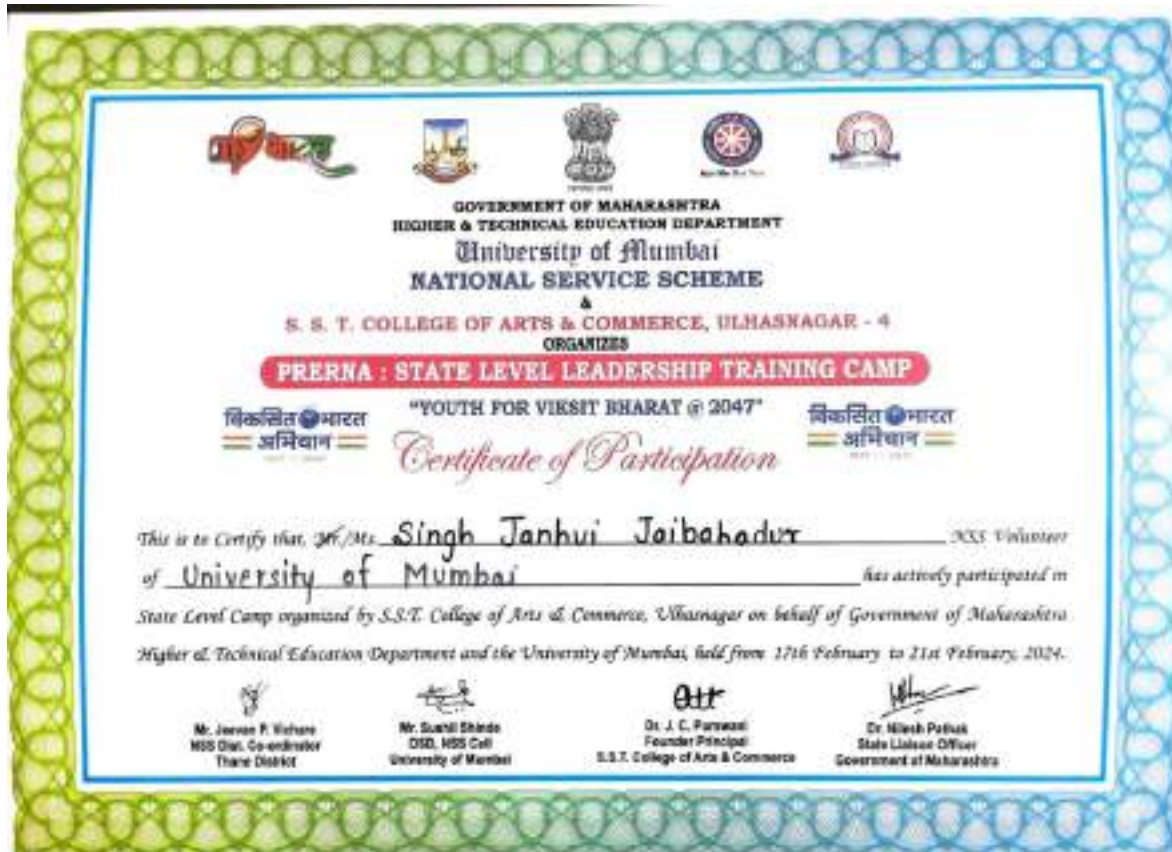 GOVERNMENT OF MAHARASHTRA
HIGHER & TECHNICAL EDUCATION DEPARTMENT
University of Mumbai
NATIONAL SERVICE SCHEME
&
S. S. T. COLLEGE OF ARTS & COMMERCE, ULHASNAGAR - 4
ORGANIZES
PRERNA : STATE LEVEL LEADERSHIP TRAINING CAMP
"YOUTH FOR VIKSIT BHARAT @ 2047"
विकसित भारत
अभियान
विकसित भारत
अभियान
Certificate of Participation
This is to Certify that, Mr./Ms. Singh Janhvi Jaibahadur NSS Volunteer
of University of Mumbai has actively participated in
State Level Camp organized by S.S.T. College of Arts & Commerce, Ulhasnagar on behalf of Government of Maharashtra
Higher & Technical Education Department and the University of Mumbai, held from 17th February to 21st February, 2024.
Mr. Jeevan P. Vichare
NSS Dist. Co-ordinator
Thane District
Mr. Sushil Shinde
OSD, NSS Cell
University of Mumbai
Dr. J. C. Purswani
Founder Principal
S.S.T. College of Arts & Commerce
Dr. Nilesh Pathak
State Liaison Officer
Government of Maharashtra